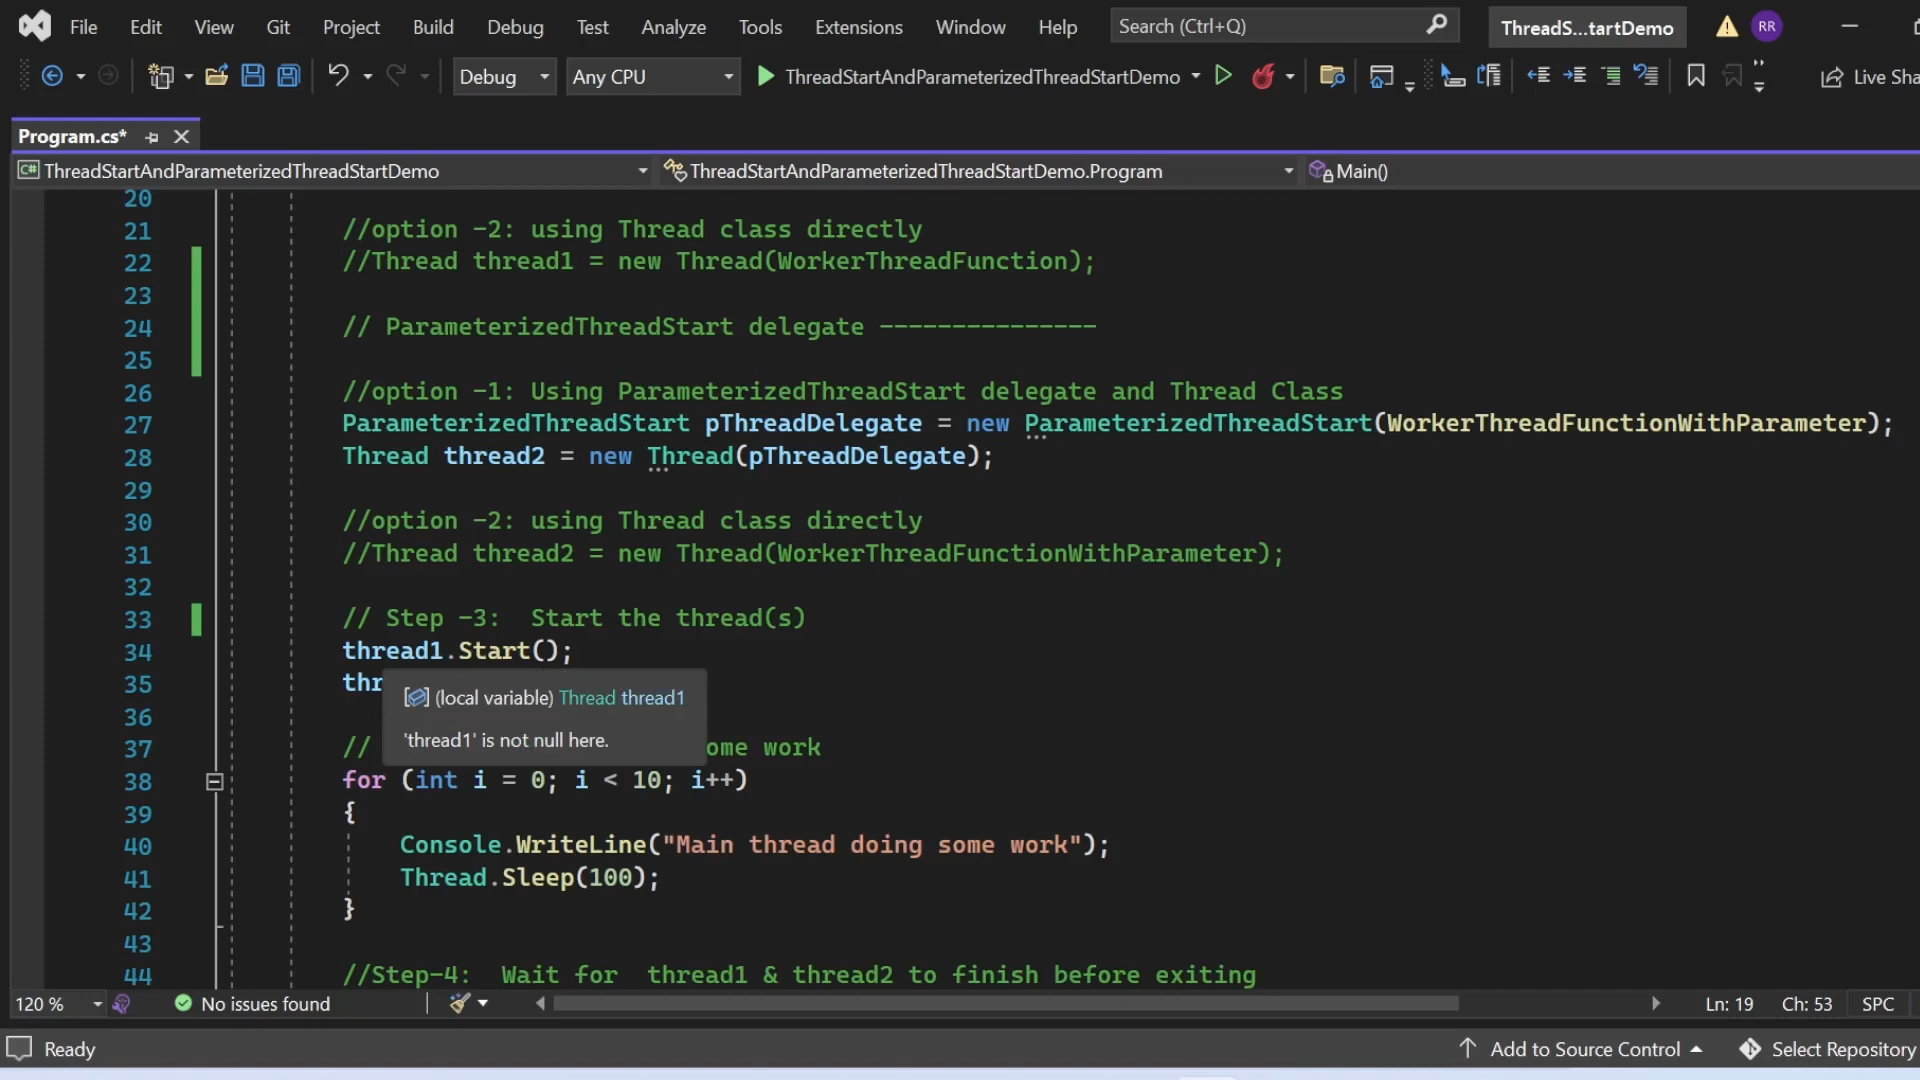 File Edit View Git Project Build Debug Test Analyze Tools Extensions Window Help Search (Ctrl+Q) ThreadS...tartDemo RR
Debug Any CPU ThreadStartAndParameterizedThreadStartDemo Live Sha
Program.cs*
C# ThreadStartAndParameterizedThreadStartDemo ThreadStartAndParameterizedThreadStartDemo.Program Main()
20
21 //option -2: using Thread class directly
22 //Thread thread1 = new Thread(WorkerThreadFunction);
23
24 // ParameterizedThreadStart delegate ---------------
25
26 //option -1: Using ParameterizedThreadStart delegate and Thread Class
27 ParameterizedThreadStart pThreadDelegate = new ParameterizedThreadStart(WorkerThreadFunctionWithParameter);
28 Thread thread2 = new Thread(pThreadDelegate);
29
30 //option -2: using Thread class directly
31 //Thread thread2 = new Thread(WorkerThreadFunctionWithParameter);
32
33 // Step -3:  Start the thread(s)
34 thread1.Start();
35 thr
[ ] (local variable) Thread thread1
'thread1' is not null here.
36
37 // ome work
38 for (int i = 0; i < 10; i++)
39 {
40 Console.WriteLine("Main thread doing some work");
41 Thread.Sleep(100);
42 }
43
44 //Step-4:  Wait for  thread1 & thread2 to finish before exiting
120 % No issues found Ln: 19 Ch: 53 SPC
Ready Add to Source Control Select Repository